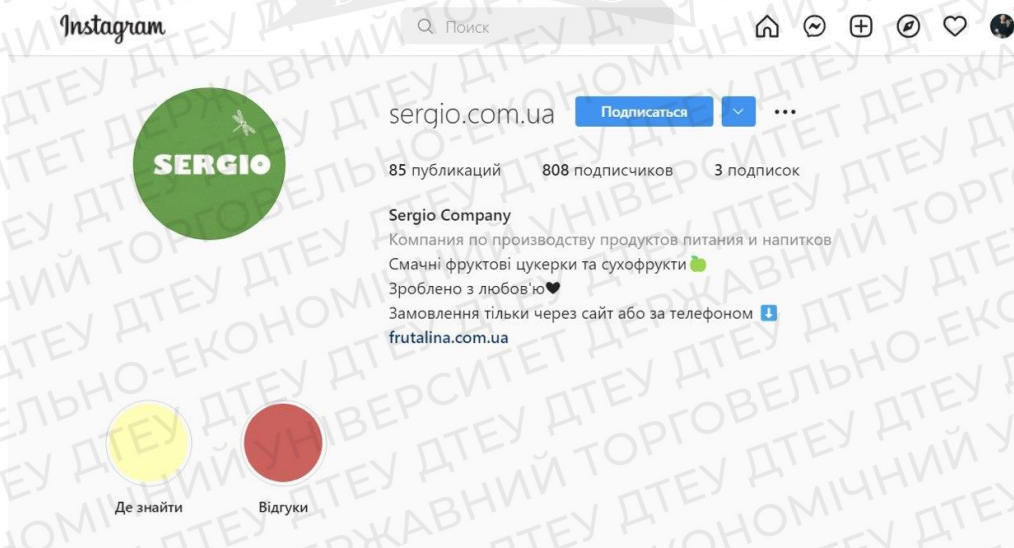 Instagram
Поиск
SERGIO
sergio.com.ua
Подписаться
85 публикаций 808 подписчиков 3 подписок
Sergio Company
Компания по производству продуктов питания и напитков
Смачні фруктові цукерки та сухофрукти🍏
Зроблено з любов'ю🖤
Замовлення тільки через сайт або за телефоном ⬇️
frutalina.com.ua
Де знайти Відгуки